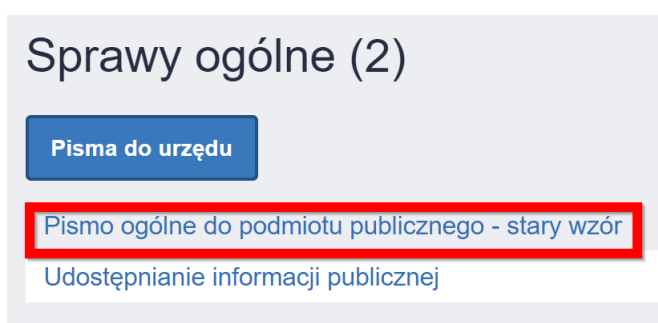 Sprawy ogólne (2)
Pisma do urzędu
Pismo ogólne do podmiotu publicznego - stary wzór
Udostępnianie informacji publicznej